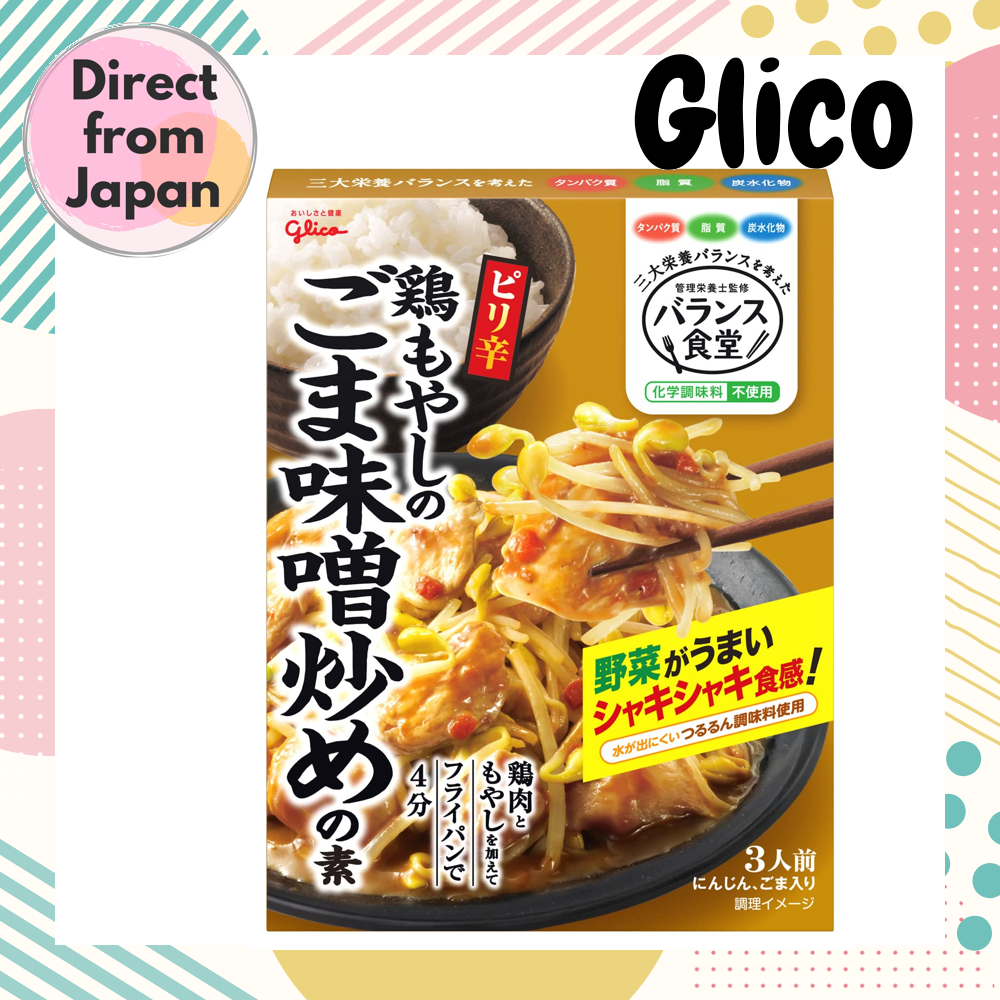 Direct
from
Japan
Glico
三大栄養バランスを考えた タンパク質 脂質 炭水化物
おいしさと健康
Glico
ピリ辛
鶏もやしの
ごま味噌炒めの素
タンパク質 脂質 炭水化物
三大栄養バランスを考えた
管理栄養士監修
バランス
食堂
化学調味料 不使用
野菜がうまい
シャキシャキ食感!
水が出にくいつるるん調味料使用
鶏肉と
もやしを加えて
フライパンで
4分
3人前
にんじん、ごま入り
調理イメージ